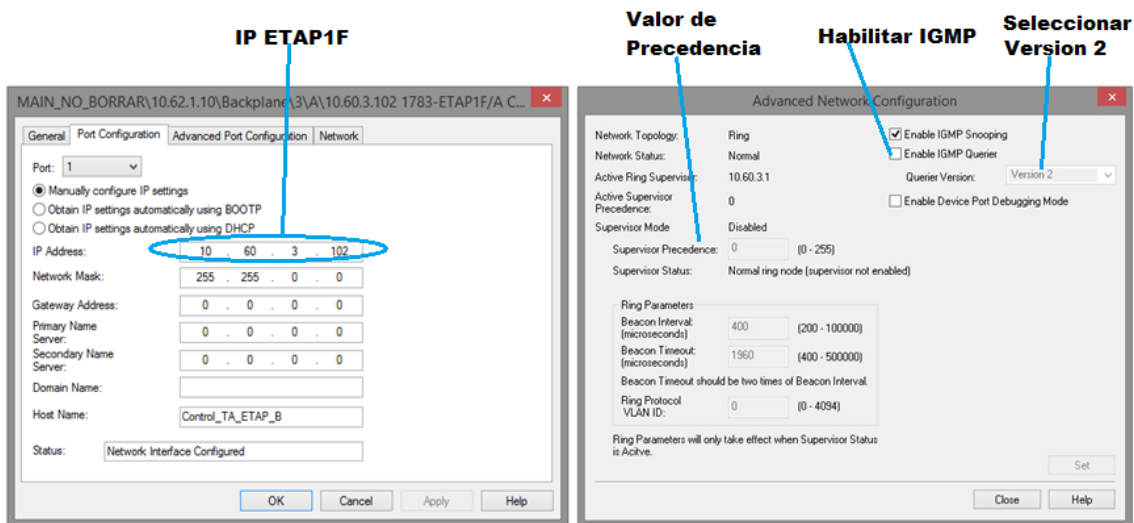 IP ETAP1F
Valor de
Precedencia
Habilitar IGMP
Seleccionar
Version 2
MAIN_NO_BORRAR\10.62.1.10\Backplane\3\A\10.60.3.102 1783-ETAP1F/A C...
General Port Configuration Advanced Port Configuration Network
Port: 1
Manually configure IP settings
Obtain IP settings automatically using BOOTP
Obtain IP settings automatically using DHCP
IP Address: 10 . 60 . 3 . 102
Network Mask: 255 . 255 . 0 . 0
Gateway Address: 0 . 0 . 0 . 0
Primary Name
Server: 0 . 0 . 0 . 0
Secondary Name
Server: 0 . 0 . 0 . 0
Domain Name:
Host Name: Control_TA_ETAP_B
Status: Network Interface Configured
OK Cancel Apply Help
Advanced Network Configuration
Network Topology: Ring
Enable IGMP Snooping
Network Status: Normal
Enable IGMP Querier
Active Ring Supervisor: 10.60.3.1
Querier Version: Version 2
Active Supervisor
Precedence: 0
Enable Device Port Debugging Mode
Supervisor Mode Disabled
Supervisor Precedence: 0 (0 - 255)
Supervisor Status: Normal ring node (supervisor not enabled)
Ring Parameters
Beacon Interval:
(microseconds) 400 (200 - 100000)
Beacon Timeout:
(microseconds) 1960 (400 - 500000)
Beacon Timeout should be two times of Beacon Interval.
Ring Protocol
VLAN ID: 0 (0 - 4094)
Ring Parameters will only take effect when Supervisor Status
is Acitve.
Set
Close Help